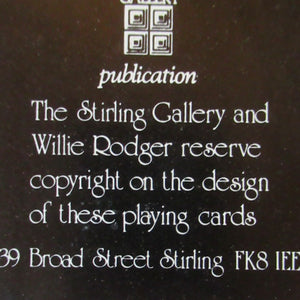 GALLERY
publication
The Stirling Gallery and
Willie Rodger reserve
copyright on the design
of these playing cards
39 Broad Street Stirling FK8 1EE